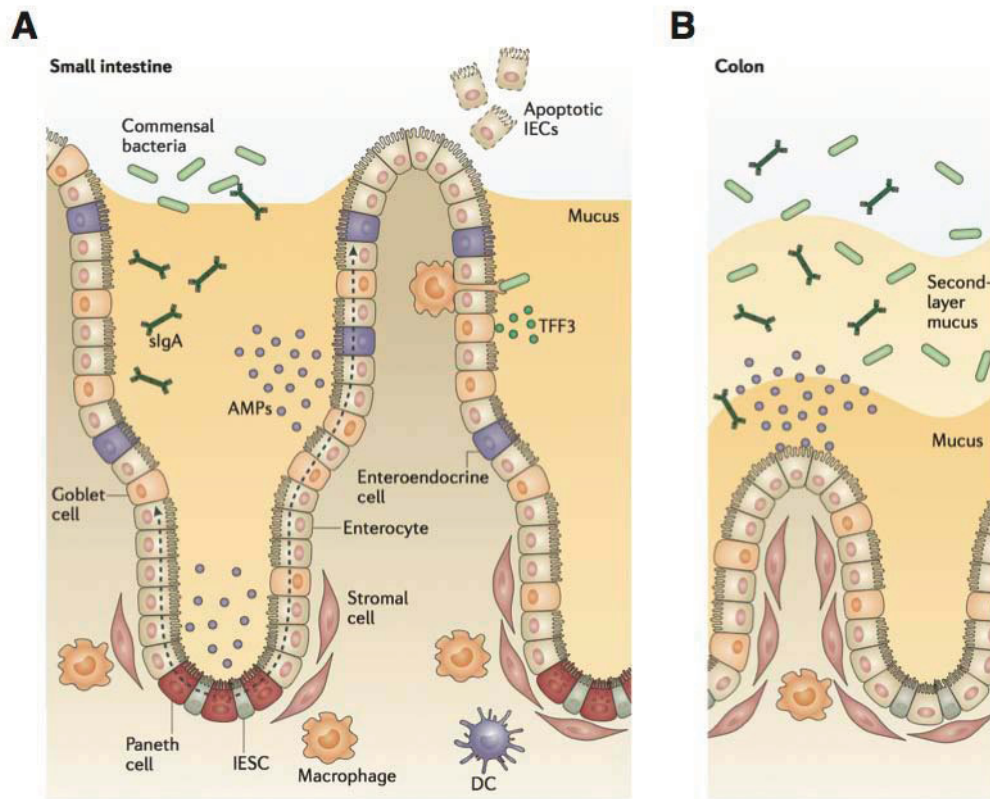 A
Small intestine
Commensal
bacteria
Apoptotic
IECs
Mucus
sIgA
TFF3
AMPs
Goblet
cell
Enteroendocrine
cell
Enterocyte
Stromal
cell
Paneth
cell
IESC
Macrophage
DC
B
Colon
Second-
layer
mucus
Mucus